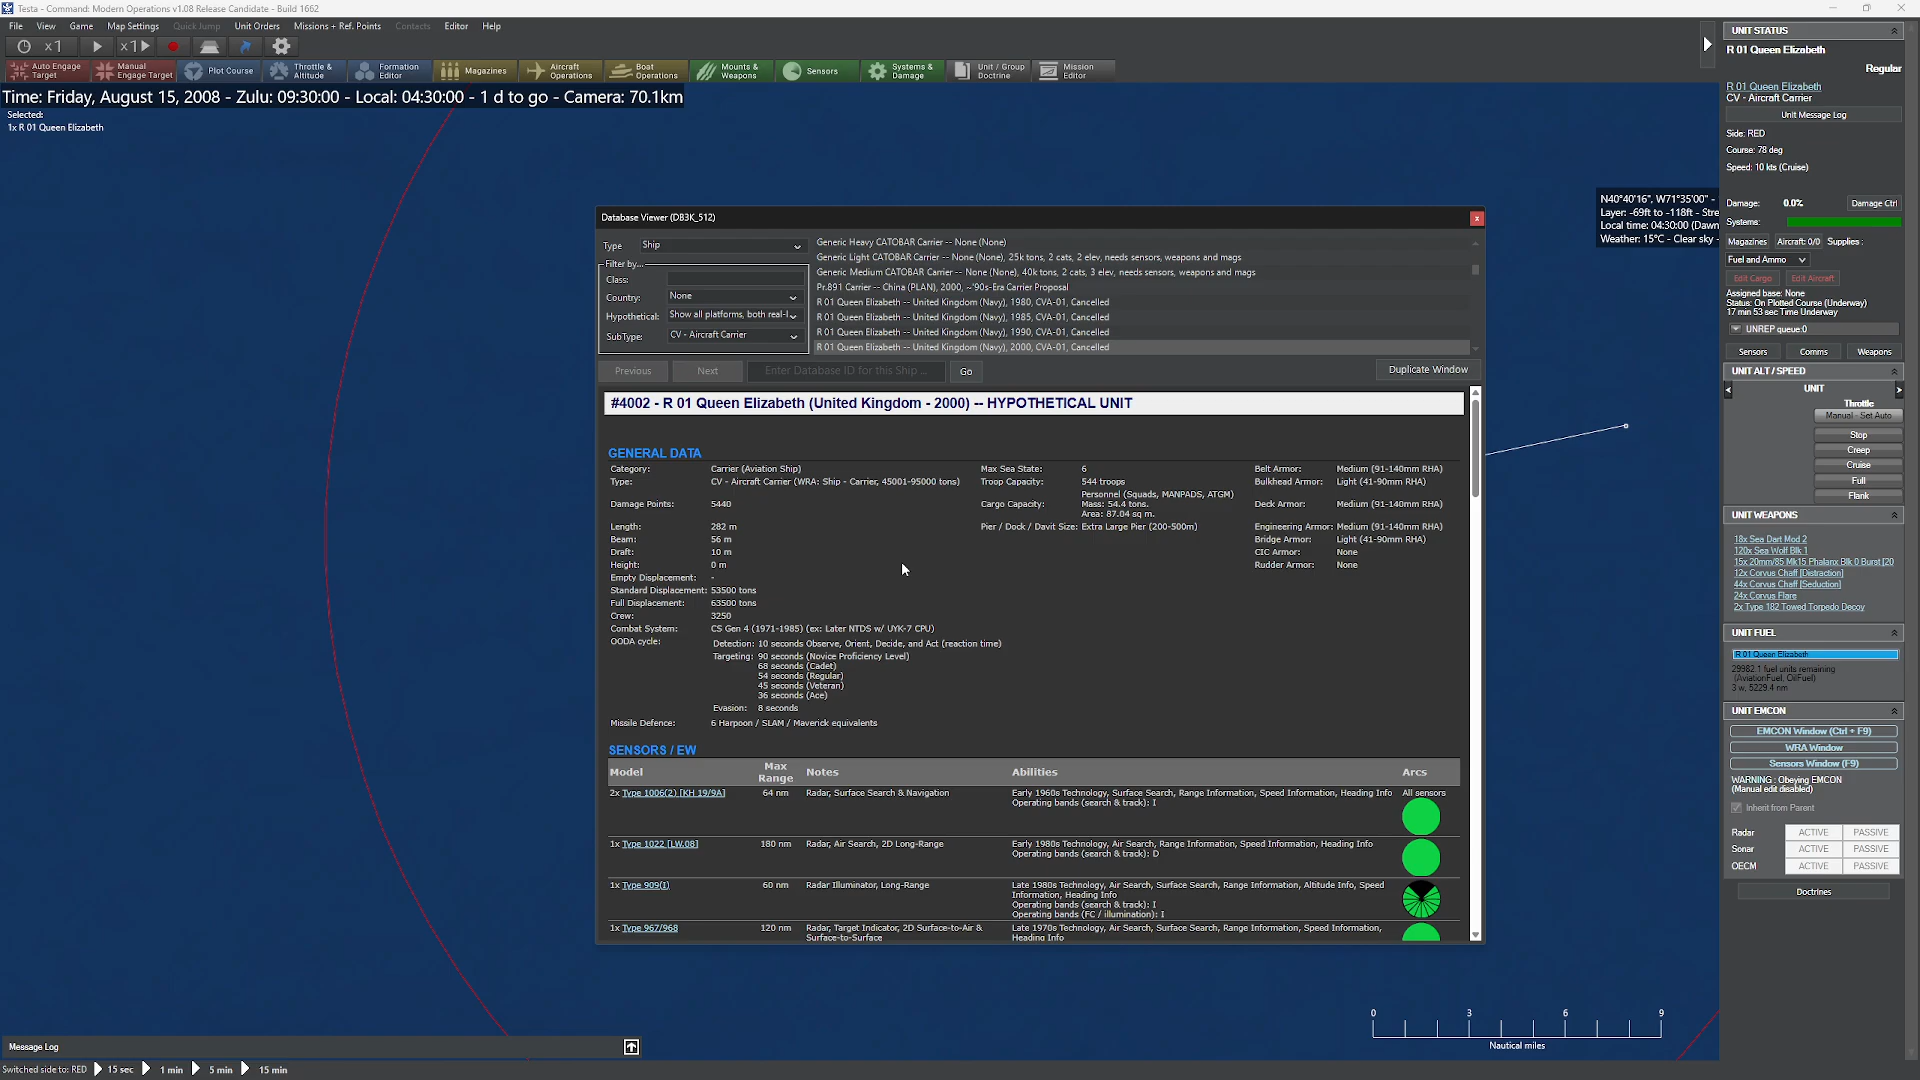 Testa - Command: Modern Operations v1.08 Release Candidate - Build 1662
File View Game Map Settings Quick Jump Unit Orders Missions + Ref. Points Contacts Editor Help
x1 x1
Auto Engage Target Manual Engage Target Plot Course Throttle & Altitude Formation Editor Magazines Aircraft Operations Boat Operations Mounts & Weapons Sensors Systems & Damage Unit / Group Doctrine Mission Editor
Time: Friday, August 15, 2008 - Zulu: 09:30:00 - Local: 04:30:00 - 1 d to go - Camera: 70.1km
Selected:
1x R 01 Queen Elizabeth
N40°40'16", W71°35'00" -
Layer: -69ft to -118ft - Stre
Local time: 04:30:00 (Dawn
Weather: 15°C - Clear sky -
Database Viewer (DB3K_512)
Type Ship
Filter by...
Class:
Country: None
Hypothetical: Show all platforms, both real-l
SubType: CV - Aircraft Carrier
Generic Heavy CATOBAR Carrier -- None (None)
Generic Light CATOBAR Carrier -- None (None), 25k tons, 2 cats, 2 elev, needs sensors, weapons and mags
Generic Medium CATOBAR Carrier -- None (None), 40k tons, 2 cats, 3 elev, needs sensors, weapons and mags
Pr.891 Carrier -- China (PLAN), 2000, ~'90s-Era Carrier Proposal
R 01 Queen Elizabeth -- United Kingdom (Navy), 1980, CVA-01, Cancelled
R 01 Queen Elizabeth -- United Kingdom (Navy), 1985, CVA-01, Cancelled
R 01 Queen Elizabeth -- United Kingdom (Navy), 1990, CVA-01, Cancelled
R 01 Queen Elizabeth -- United Kingdom (Navy), 2000, CVA-01, Cancelled
Previous Next Enter Database ID for this Ship ... Go Duplicate Window
#4002 - R 01 Queen Elizabeth (United Kingdom - 2000) -- HYPOTHETICAL UNIT
GENERAL DATA
Category: Carrier (Aviation Ship)
Type: CV - Aircraft Carrier (WRA: Ship - Carrier, 45001-95000 tons)
Damage Points: 5440
Length: 282 m
Beam: 56 m
Draft: 10 m
Height: 0 m
Empty Displacement: -
Standard Displacement: 53500 tons
Full Displacement: 63500 tons
Crew: 3250
Combat System: CS Gen 4 (1971-1985) (ex: Later NTDS w/ UYK-7 CPU)
OODA cycle: Detection: 10 seconds Observe, Orient, Decide, and Act (reaction time)
Targeting: 90 seconds (Novice Proficiency Level)
68 seconds (Cadet)
54 seconds (Regular)
45 seconds (Veteran)
36 seconds (Ace)
Evasion: 8 seconds
Missile Defence: 6 Harpoon / SLAM / Maverick equivalents
Max Sea State: 6
Troop Capacity: 544 troops
Cargo Capacity: Personnel (Squads, MANPADS, ATGM)
Mass: 54.4 tons.
Area: 87.04 sq m.
Pier / Dock / Davit Size: Extra Large Pier (200-500m)
Belt Armor: Medium (91-140mm RHA)
Bulkhead Armor: Light (41-90mm RHA)
Deck Armor: Medium (91-140mm RHA)
Engineering Armor: Medium (91-140mm RHA)
Bridge Armor: Light (41-90mm RHA)
CIC Armor: None
Rudder Armor: None
SENSORS / EW
Model Max Range Notes Abilities Arcs
2x Type 1006(2) [KH 19/9A] 64 nm Radar, Surface Search & Navigation Early 1960s Technology, Surface Search, Range Information, Speed Information, Heading Info All sensors
Operating bands (search & track): I
1x Type 1022 [LW.08] 180 nm Radar, Air Search, 2D Long-Range Early 1980s Technology, Air Search, Range Information, Speed Information, Heading Info
Operating bands (search & track): D
1x Type 909(I) 60 nm Radar Illuminator, Long-Range Late 1980s Technology, Air Search, Surface Search, Range Information, Altitude Info, Speed
Information, Heading Info
Operating bands (search & track): I
Operating bands (FC / illumination): I
1x Type 967/968 120 nm Radar, Target Indicator, 2D Surface-to-Air & Late 1970s Technology, Air Search, Surface Search, Range Information, Speed Information,
Surface-to-Surface Heading Info
0 3 6 9
Nautical miles
Message Log
Switched side to: RED 15 sec 1 min 5 min 15 min
UNIT STATUS
R 01 Queen Elizabeth
Regular
R 01 Queen Elizabeth
CV - Aircraft Carrier
Unit Message Log
Side: RED
Course: 78 deg
Speed: 10 kts (Cruise)
Damage: 0.0% Damage Ctrl
Systems:
Magazines Aircraft: 0/0 Supplies :
Fuel and Ammo
Edit Cargo Edit Aircraft
Assigned base: None
Status: On Plotted Course (Underway)
17 min 53 sec Time Underway
UNREP queue:0
Sensors Comms Weapons
UNIT ALT / SPEED
UNIT
Throttle
Manual - Set Auto
Stop
Creep
Cruise
Full
Flank
UNIT WEAPONS
18x Sea Dart Mod 2
120x Sea Wolf Blk 1
15x 20mm/85 Mk15 Phalanx Blk 0 Burst [20
12x Corvus Chaff [Distraction]
44x Corvus Chaff [Seduction]
24x Corvus Flare
2x Type 182 Towed Torpedo Decoy
UNIT FUEL
R 01 Queen Elizabeth
29982.1 fuel units remaining
(AviationFuel, OilFuel)
3 w, 5229.4 nm
UNIT EMCON
EMCON Window (Ctrl + F9)
WRA Window
Sensors Window (F9)
WARNING : Obeying EMCON
(Manual edit disabled)
Inherit from Parent
Radar ACTIVE PASSIVE
Sonar ACTIVE PASSIVE
OECM ACTIVE PASSIVE
Doctrines